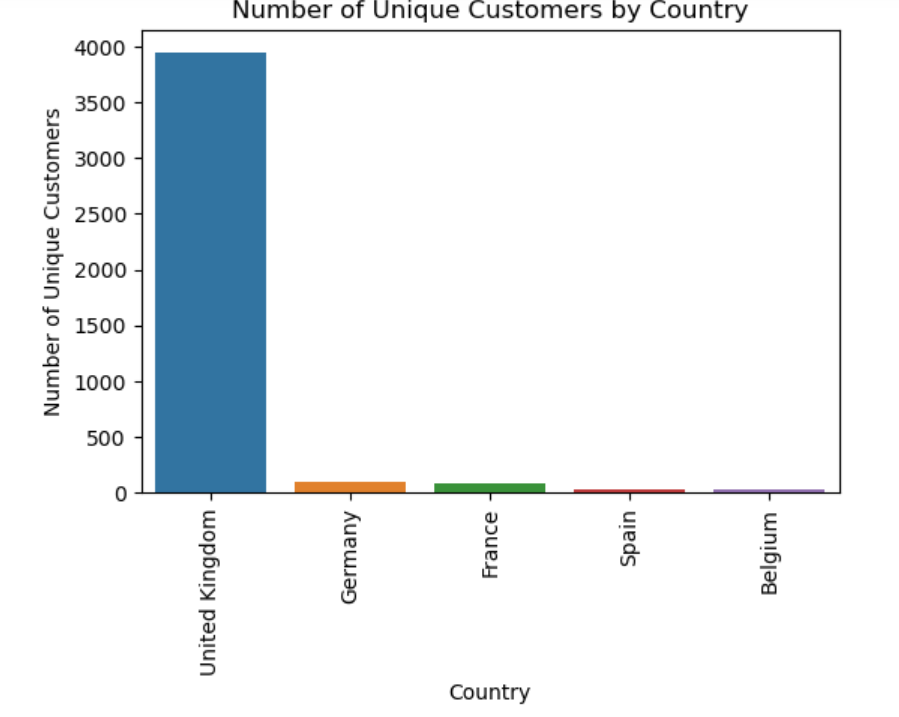 Number of Unique Customers by Country
Number of Unique Customers
4000
3500
3000
2500
2000
1500
1000
500
0
United Kingdom
Germany
France
Spain
Belgium
Country